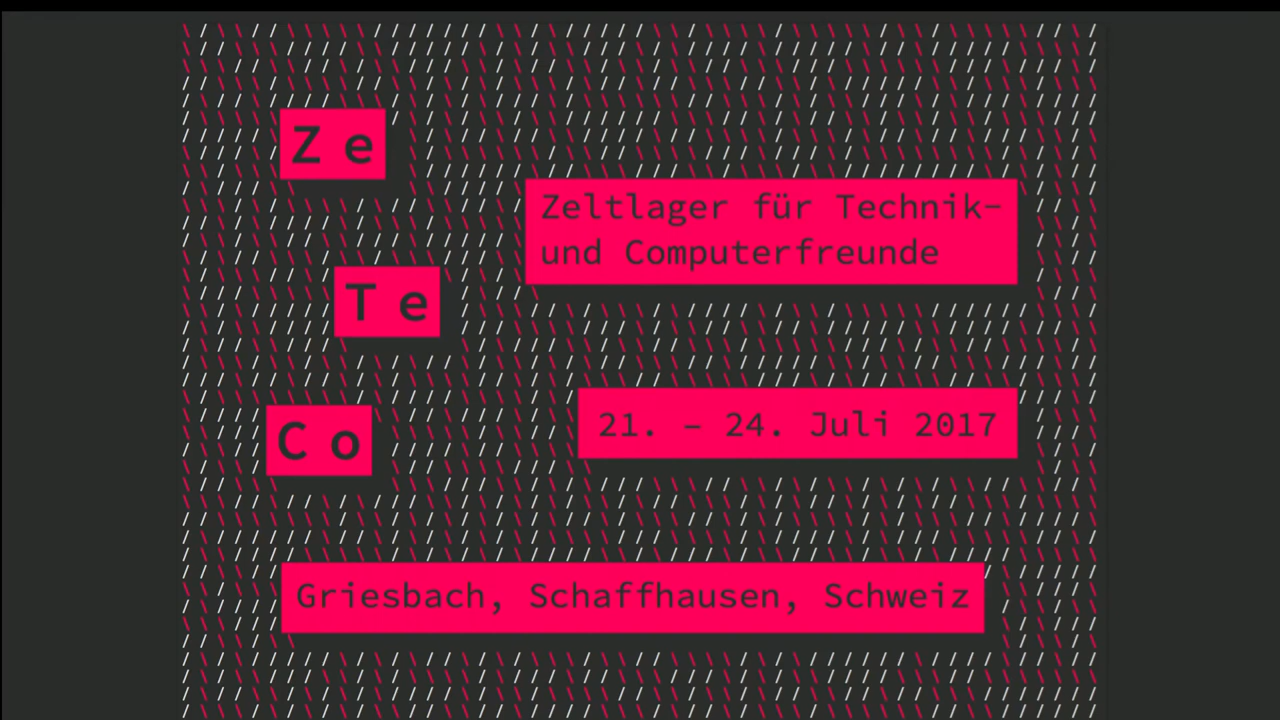 Ze
Te
Co
Zeltlager für Technik-
und Computerfreunde
21. – 24. Juli 2017
Griesbach, Schaffhausen, Schweiz